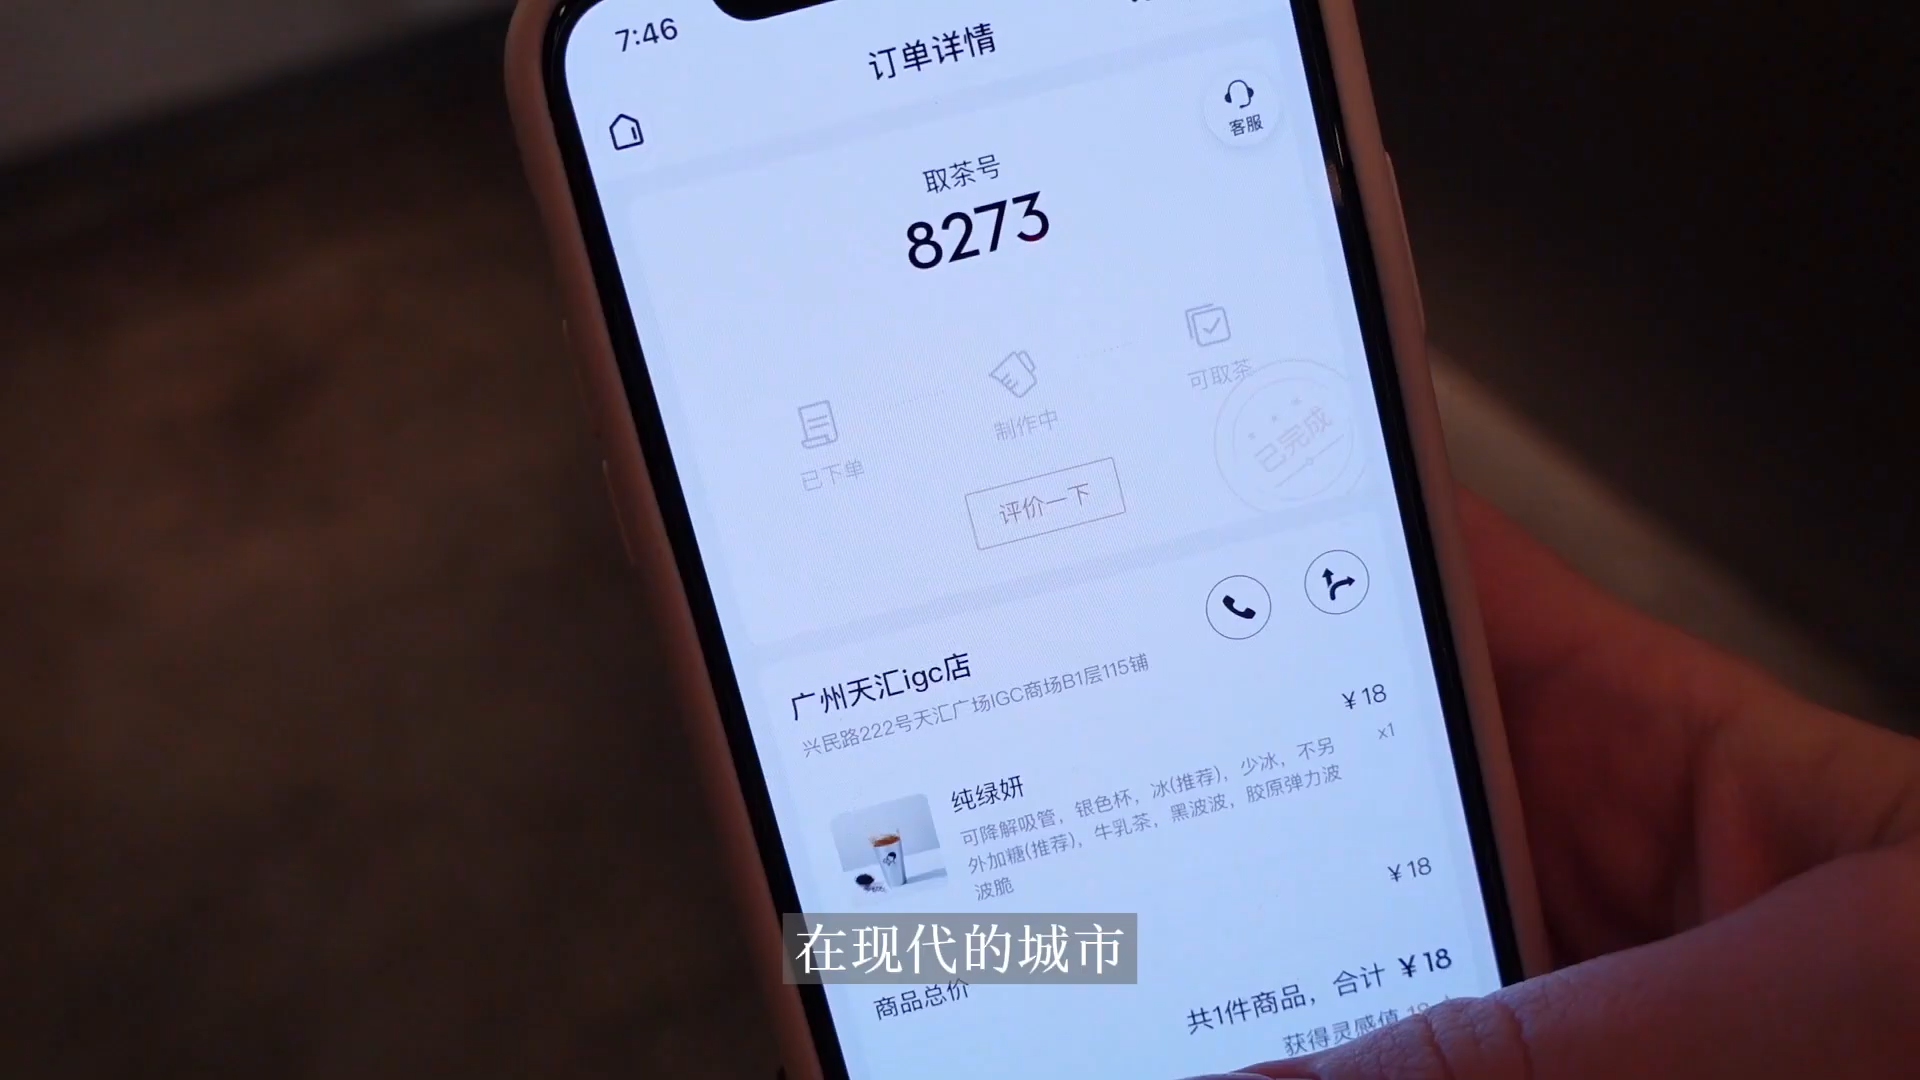 7:46
订单详情
客服
取茶号
8273
已下单
制作中
可取茶
已完成
评价一下
广州天汇igc店
兴民路222号天汇广场IGC商场B1层115铺
纯绿妍
¥18
可降解吸管，银色杯，冰(推荐)，少冰，不另
x1
外加糖(推荐)，牛乳茶，黑波波，胶原弹力波
波脆
¥18
在现代的城市
商品总价
共1件商品，合计 ¥18
获得灵感值